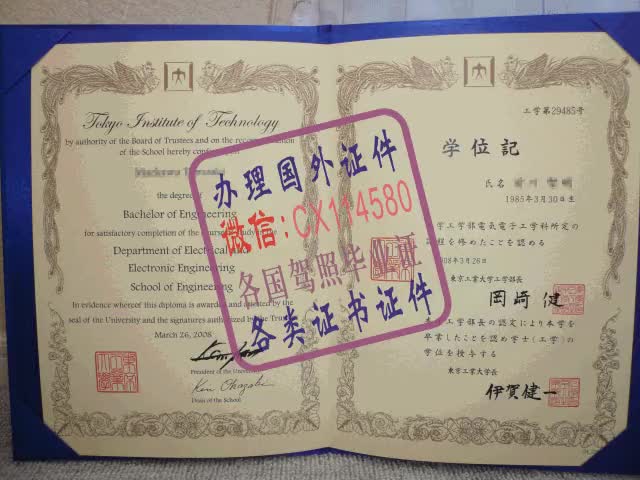 Tokyo Institute of Technology
by authority of the Board of Trustees and on the
of the School hereby
the degree of
Bachelor of Engineering
for satisfactory completion of the
Department of Electrical and
Electronic Engineering
School of Engineering
In evidence whereof this diploma is awarded
seal of the University and the signatures authorized by the
March 26, 2008
President of the University
Ken Okazaki
Dean of the School
工学第29485号
学位記
氏名
1985年3月30日生
学工学部電気電子工学科所定の
課程を修めたことを認める
08年3月26日
東京工業大学工学部長
岡崎 健
工学部長の認定により本学を
卒業したことを認め学士(工学)の
学位を授与する
東京工業大学長
伊賀健一
办理国外证件
微信:CX114580
各国驾照毕业证
各类证书证件